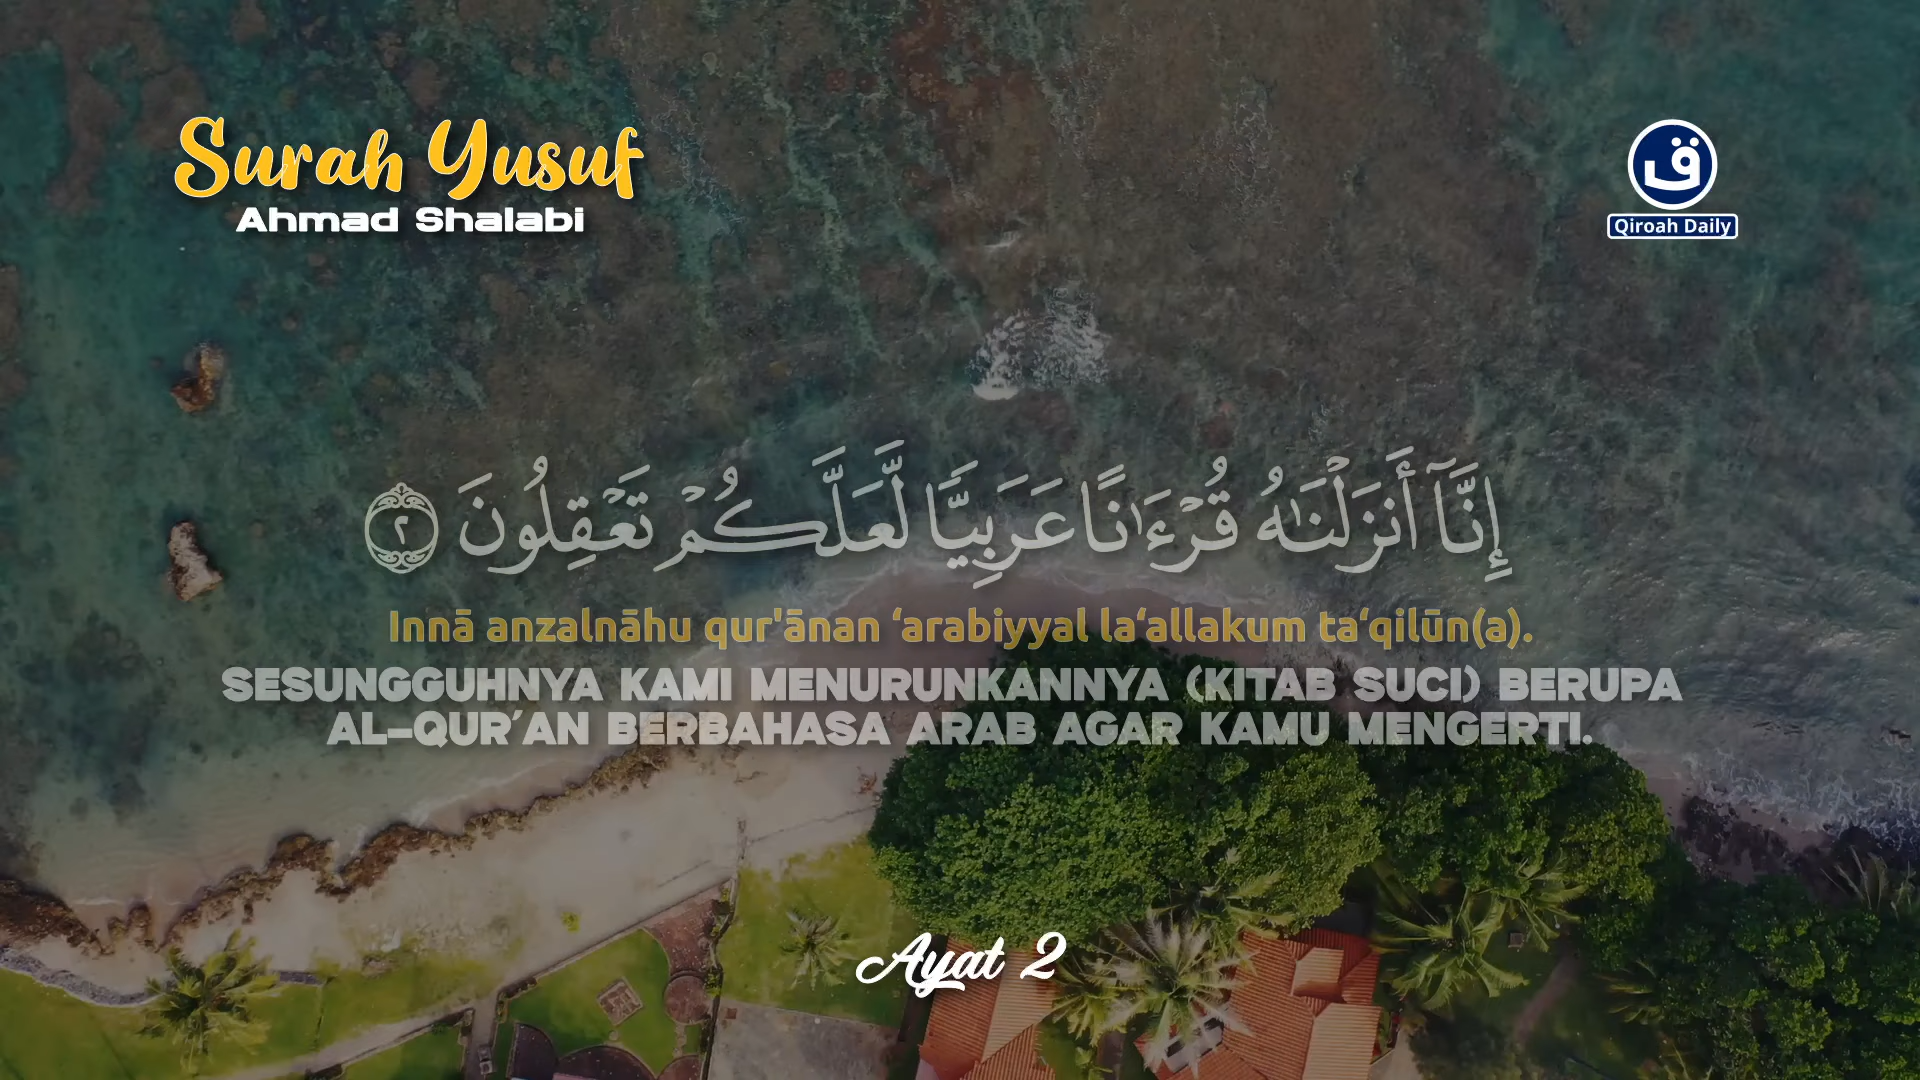 Surah Yusuf
Ahmad Shalabi
ق
Qiroah Daily
إِنَّآ أَنزَلْنَٰهُ قُرْءَٰنًا عَرَبِيًّا لَّعَلَّكُمْ تَعْقِلُونَ ٢
Innā anzalnāhu qur'ānan ‘arabiyyal la‘allakum ta‘qilūn(a).
SESUNGGUHNYA KAMI MENURUNKANNYA (KITAB SUCI) BERUPA
AL-QUR’AN BERBAHASA ARAB AGAR KAMU MENGERTI.
Ayat 2